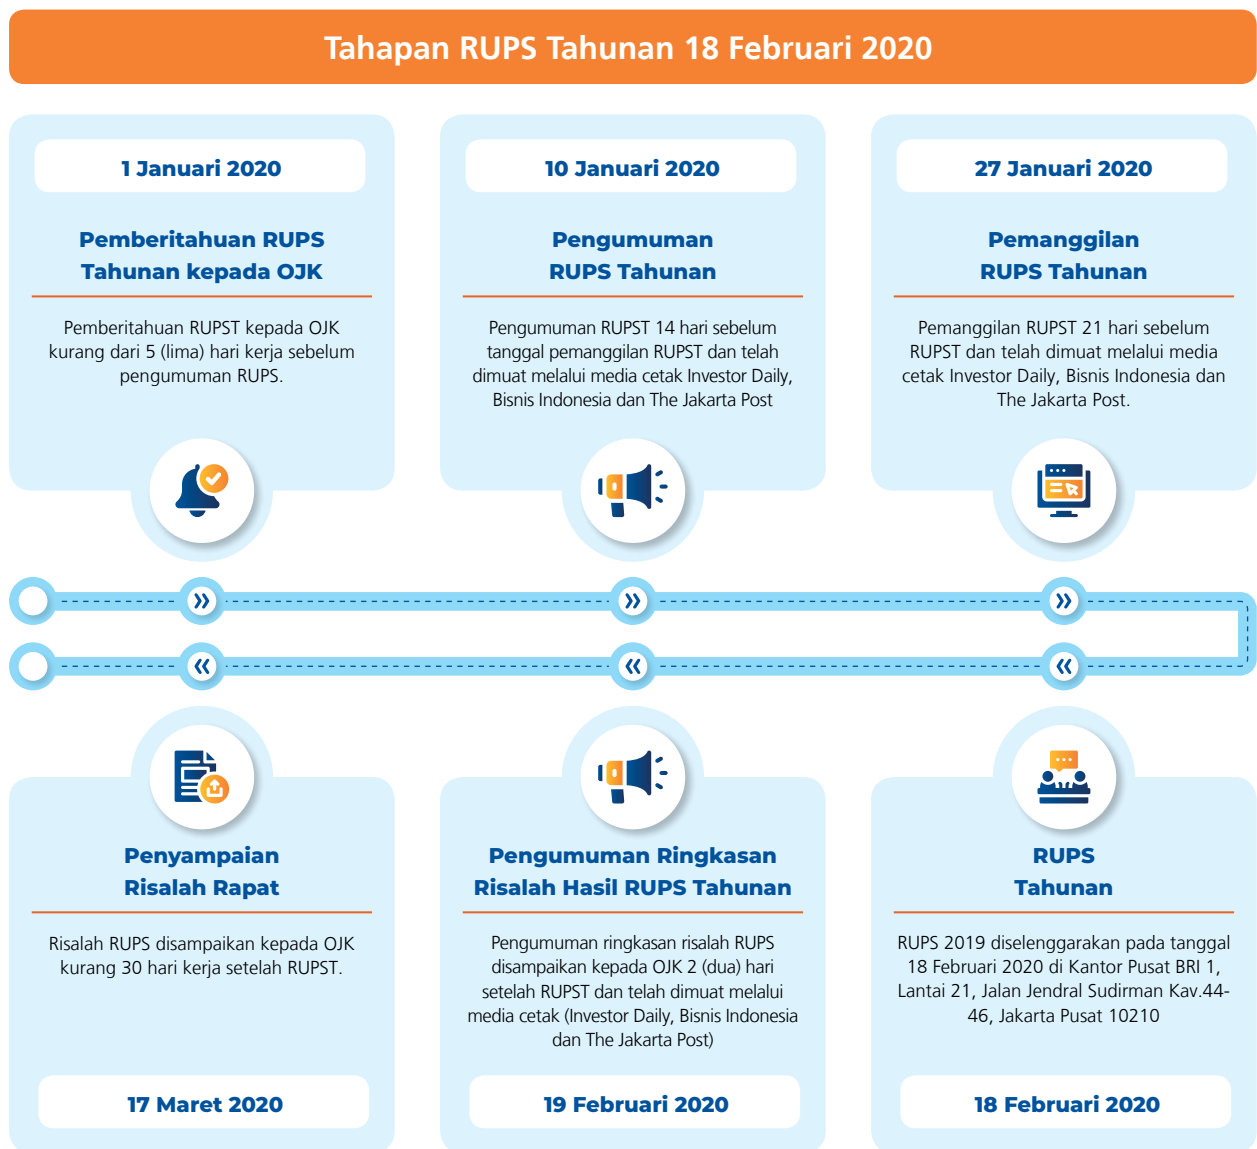 Tahapan RUPS Tahunan 18 Februari 2020
1 Januari 2020
Pemberitahuan RUPS
Tahunan kepada OJK
Pemberitahuan RUPST kepada OJK
kurang dari 5 (lima) hari kerja sebelum
pengumuman RUPS.
10 Januari 2020
Pengumuman
RUPS Tahunan
Pengumuman RUPST 14 hari sebelum
tanggal pemanggilan RUPST dan telah
dimuat melalui media cetak Investor Daily,
Bisnis Indonesia dan The Jakarta Post
27 Januari 2020
Pemanggilan
RUPS Tahunan
Pemanggilan RUPST 21 hari sebelum
RUPST dan telah dimuat melalui media
cetak Investor Daily, Bisnis Indonesia dan
The Jakarta Post.
RUPS
Tahunan
RUPS 2019 diselenggarakan pada tanggal
18 Februari 2020 di Kantor Pusat BRI 1,
Lantai 21, Jalan Jendral Sudirman Kav.44-
46, Jakarta Pusat 10210
18 Februari 2020
Pengumuman Ringkasan
Risalah Hasil RUPS Tahunan
Pengumuman ringkasan risalah RUPS
disampaikan kepada OJK 2 (dua) hari
setelah RUPST dan telah dimuat melalui
media cetak (Investor Daily, Bisnis Indonesia
dan The Jakarta Post)
19 Februari 2020
Penyampaian
Risalah Rapat
Risalah RUPS disampaikan kepada OJK
kurang 30 hari kerja setelah RUPST.
17 Maret 2020